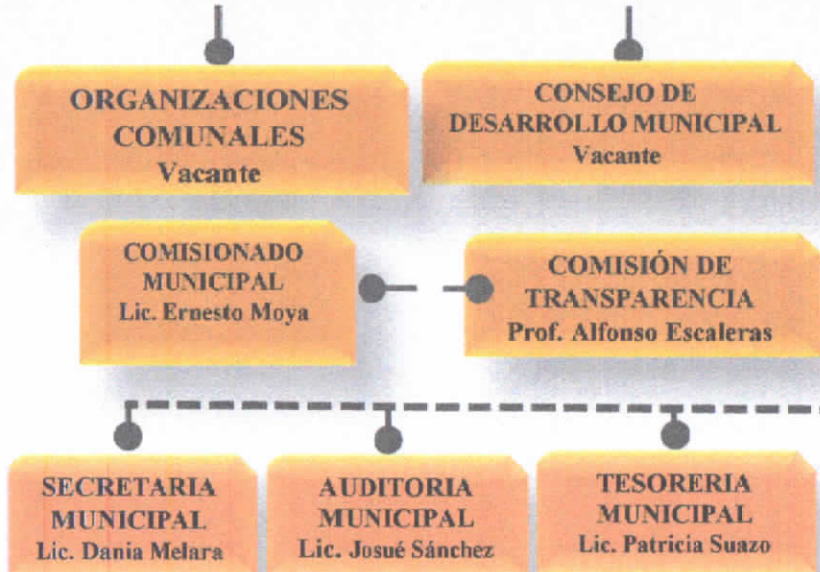 ORGANIZACIONES
COMUNALES
Vacante
CONSEJO DE
DESARROLLO MUNICIPAL
Vacante
COMISIONADO
MUNICIPAL
Lic. Ernesto Moya
COMISIÓN DE
TRANSPARENCIA
Prof. Alfonso Escaleras
SECRETARIA
MUNICIPAL
Lic. Dania Melara
AUDITORIA
MUNICIPAL
Lic. Josué Sánchez
TESORERIA
MUNICIPAL
Lic. Patricia Suazo